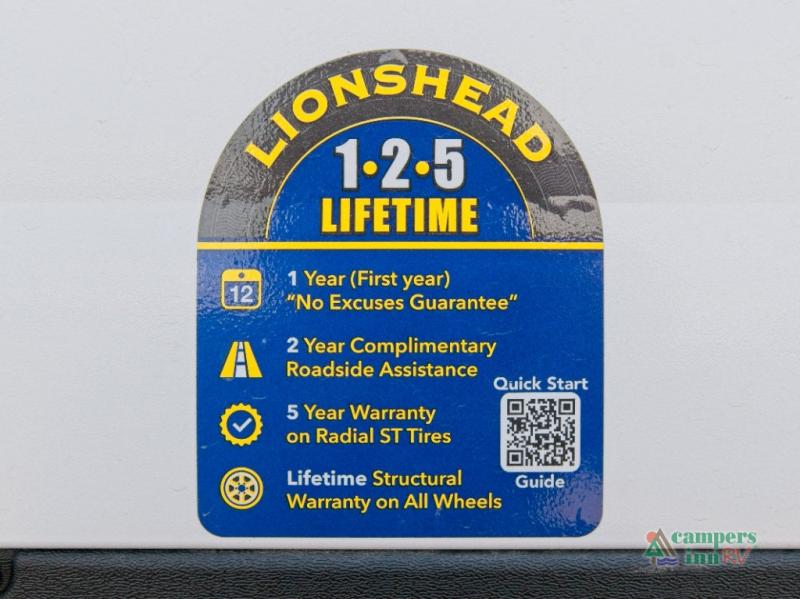 LIONSHEAD
1•2•5
LIFETIME
12
1 Year (First year)
"No Excuses Guarantee"
2 Year Complimentary
Roadside Assistance
5 Year Warranty
on Radial ST Tires
Lifetime Structural
Warranty on All Wheels
Quick Start
Guide
campers
inn RV